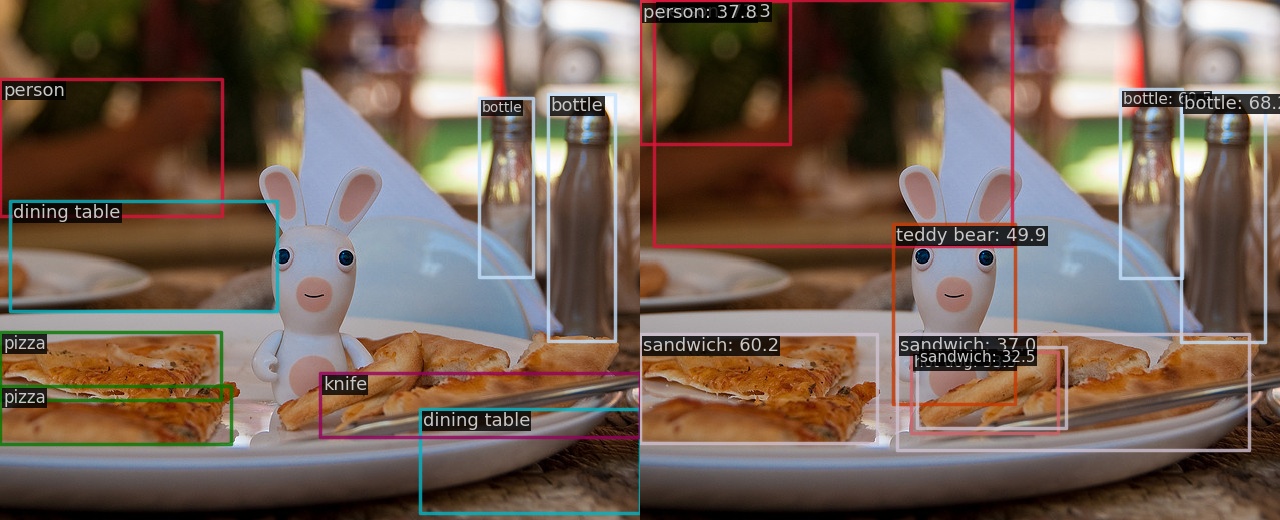 person
bottle
bottle
dining table
pizza
pizza
knife
dining table
person: 37.83
bottle:
bottle: 68.
teddy bear: 49.9
sandwich: 60.2
sandwich: 37.0
sandwich: 32.5